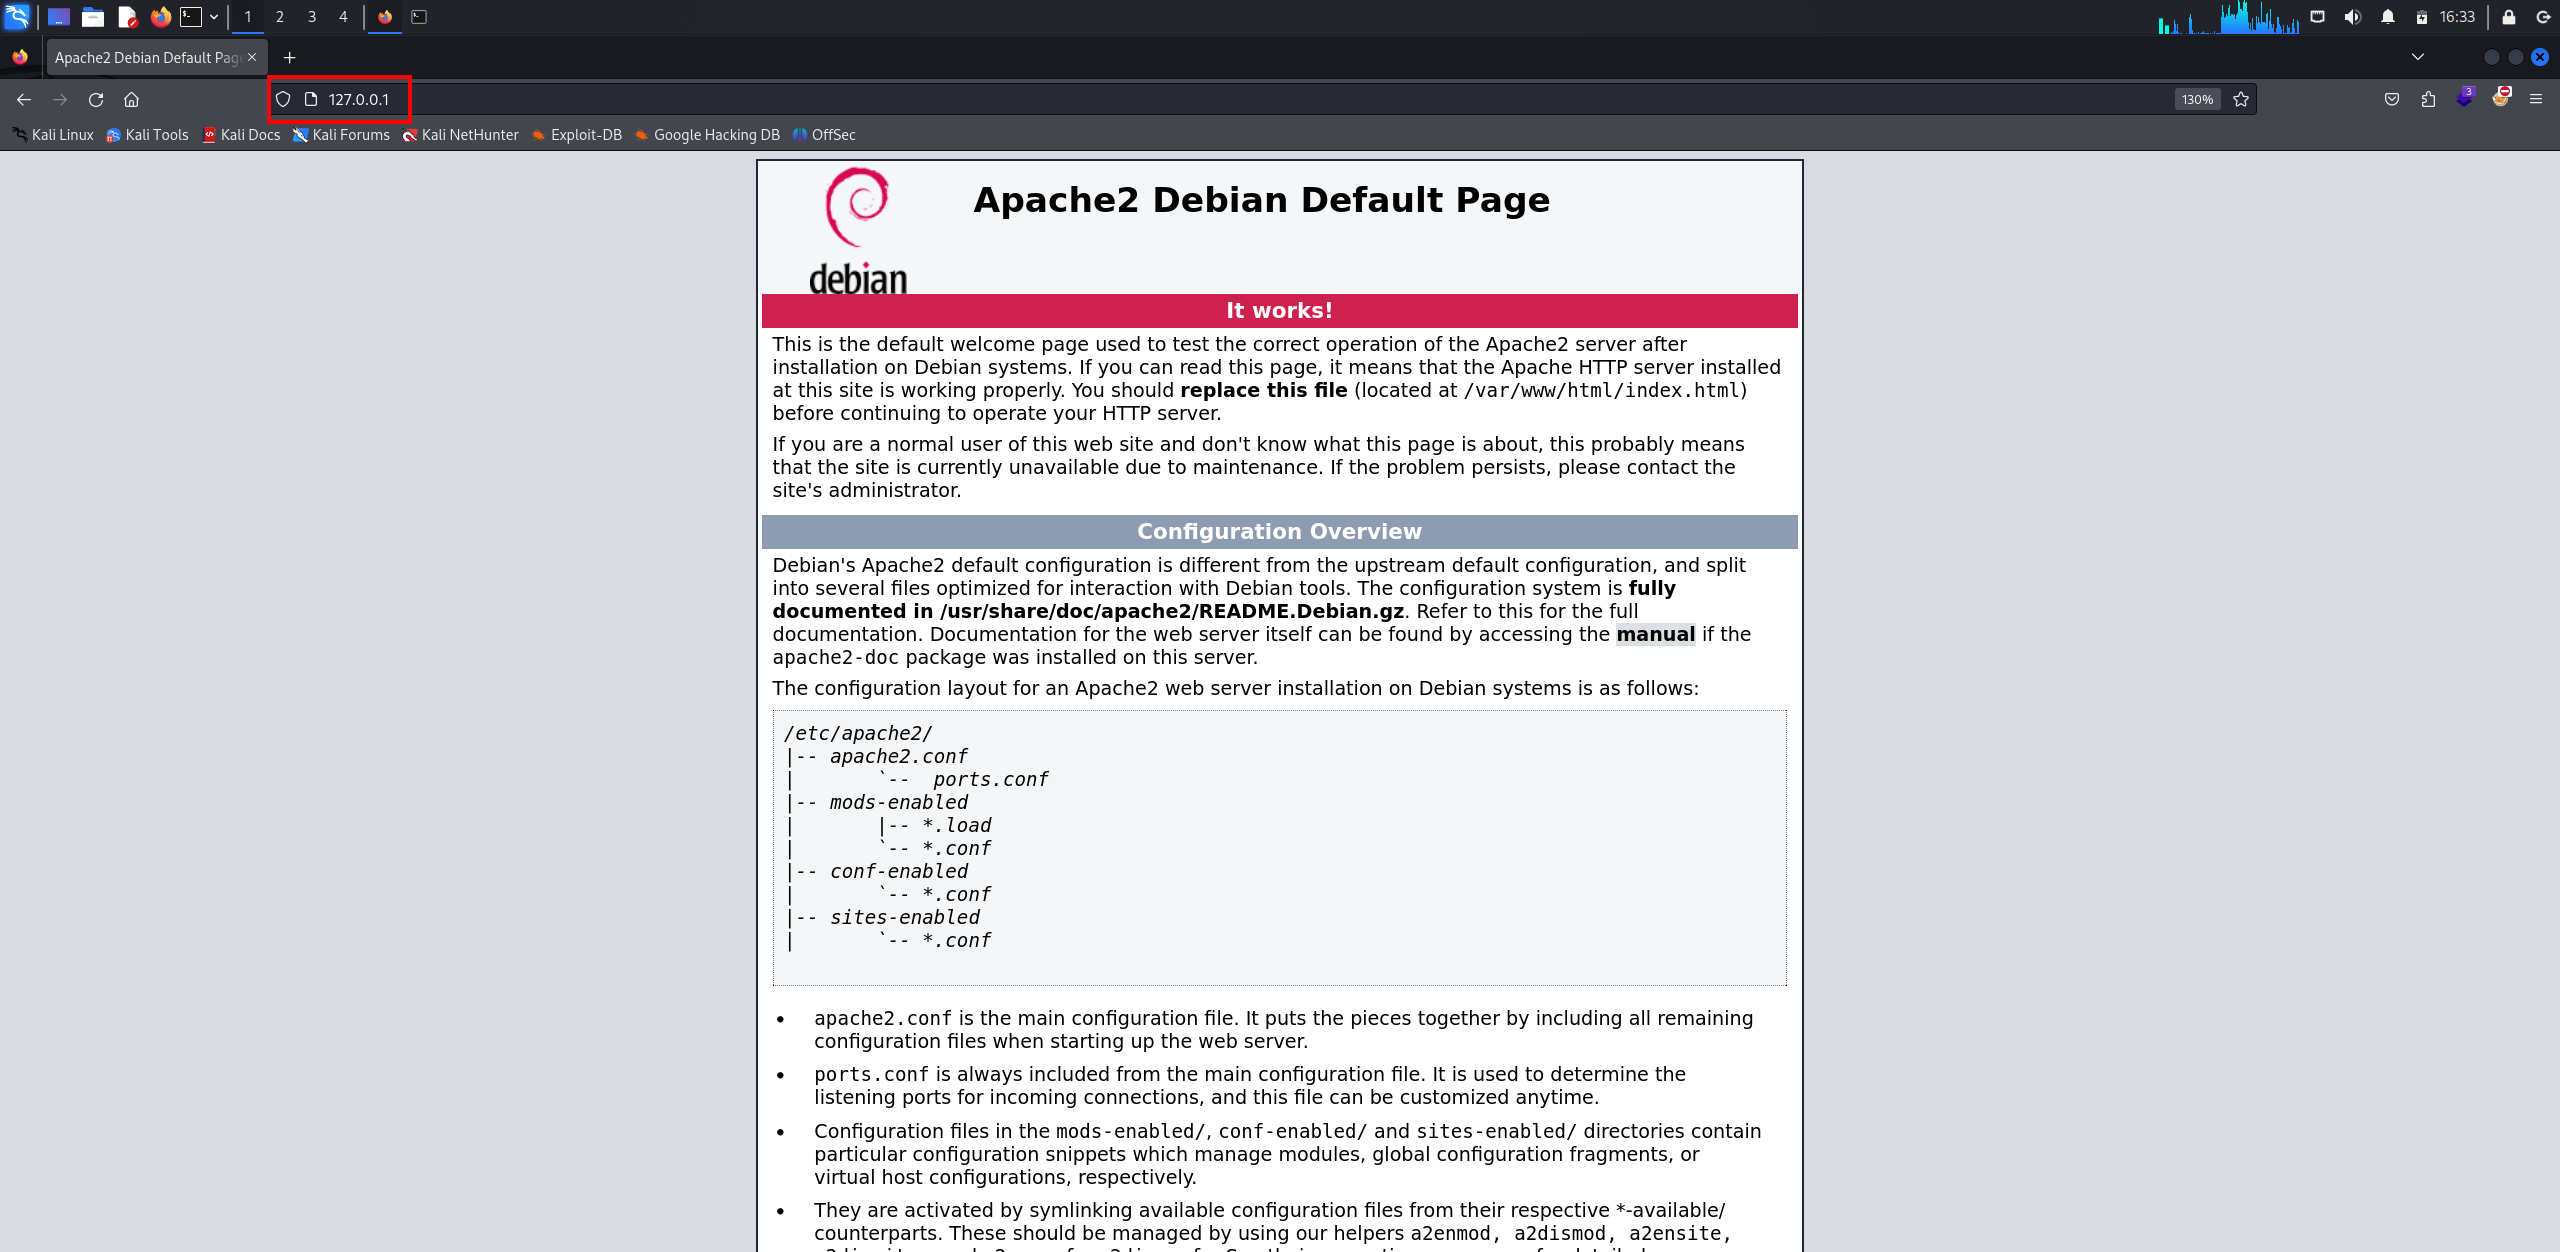 1 2 3 4
16:33
Apache2 Debian Default Pag
127.0.0.1
130%
3
Kali Linux Kali Tools Kali Docs Kali Forums Kali NetHunter Exploit-DB Google Hacking DB OffSec
debian
Apache2 Debian Default Page
It works!
This is the default welcome page used to test the correct operation of the Apache2 server after
installation on Debian systems. If you can read this page, it means that the Apache HTTP server installed
at this site is working properly. You should replace this file (located at /var/www/html/index.html)
before continuing to operate your HTTP server.
If you are a normal user of this web site and don't know what this page is about, this probably means
that the site is currently unavailable due to maintenance. If the problem persists, please contact the
site's administrator.
Configuration Overview
Debian's Apache2 default configuration is different from the upstream default configuration, and split
into several files optimized for interaction with Debian tools. The configuration system is fully
documented in /usr/share/doc/apache2/README.Debian.gz. Refer to this for the full
documentation. Documentation for the web server itself can be found by accessing the manual if the
apache2-doc package was installed on this server.
The configuration layout for an Apache2 web server installation on Debian systems is as follows:
/etc/apache2/
|-- apache2.conf
|       `--  ports.conf
|-- mods-enabled
|       |-- *.load
|       `-- *.conf
|-- conf-enabled
|       `-- *.conf
|-- sites-enabled
|       `-- *.conf
• apache2.conf is the main configuration file. It puts the pieces together by including all remaining
configuration files when starting up the web server.
• ports.conf is always included from the main configuration file. It is used to determine the
listening ports for incoming connections, and this file can be customized anytime.
• Configuration files in the mods-enabled/, conf-enabled/ and sites-enabled/ directories contain
particular configuration snippets which manage modules, global configuration fragments, or
virtual host configurations, respectively.
• They are activated by symlinking available configuration files from their respective *-available/
counterparts. These should be managed by using our helpers a2enmod, a2dismod, a2ensite,